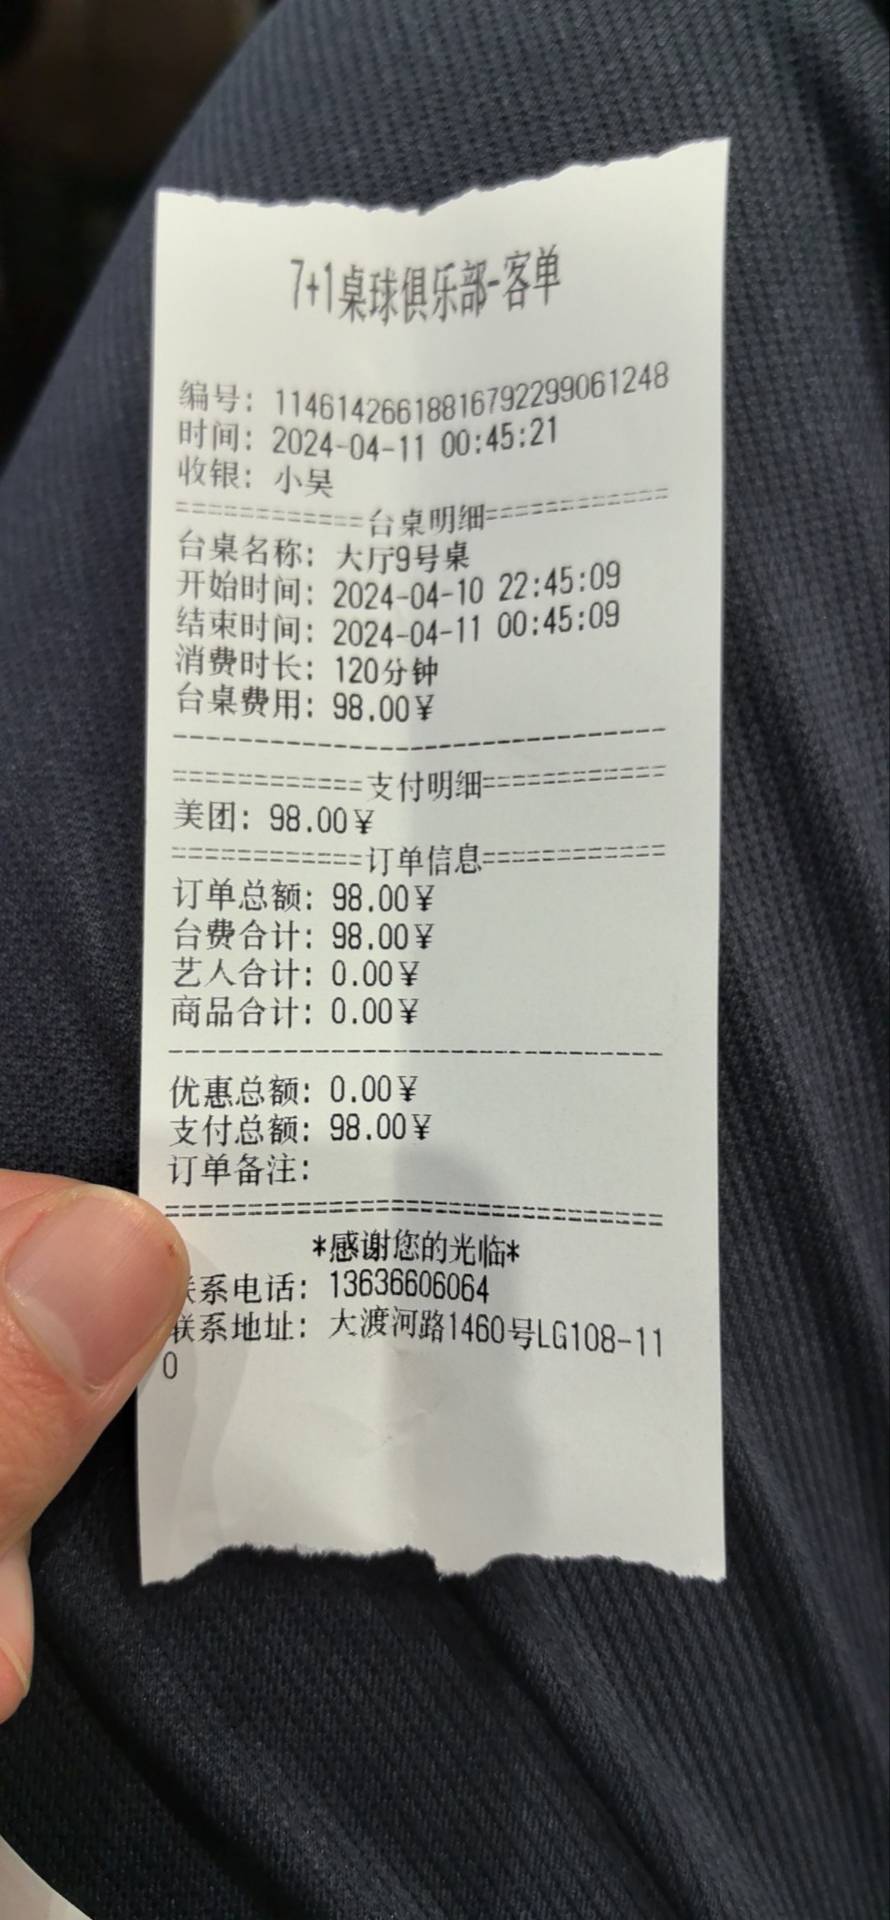 7+1桌球俱乐部-客单
编号: 1146142661881679229906​1248
时间: 2024-04-11 00:45:21
收银: 小吴
============台桌明细============
台桌名称: 大厅9号桌
开始时间: 2024-04-10 22:45:09
结束时间: 2024-04-11 00:45:09
消费时长: 120分钟
台桌费用: 98.00¥
--------------------------------
============支付明细============
美团: 98.00¥
============订单信息============
订单总额: 98.00¥
台费合计: 98.00¥
艺人合计: 0.00¥
商品合计: 0.00¥
--------------------------------
优惠总额: 0.00¥
支付总额: 98.00¥
订单备注:
================================
*感谢您的光临*
联系电话: 13636606064
联系地址: 大渡河路1460号LG108-11
0